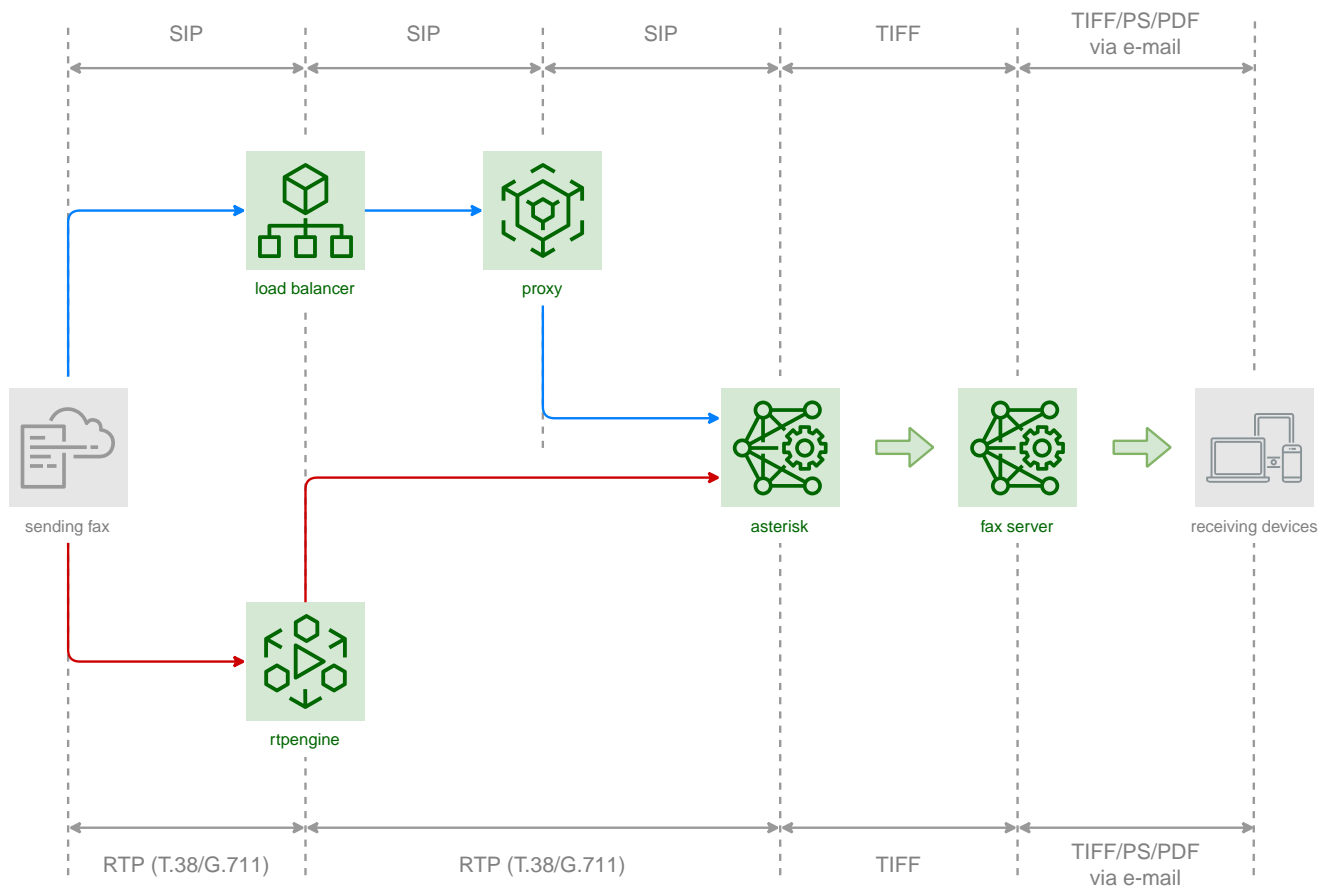 SIP
SIP
SIP
TIFF
TIFF/PS/PDF
via e-mail
load balancer
proxy
sending fax
asterisk
fax server
receiving devices
rtpengine
RTP (T.38/G.711)
RTP (T.38/G.711)
TIFF
TIFF/PS/PDF
via e-mail